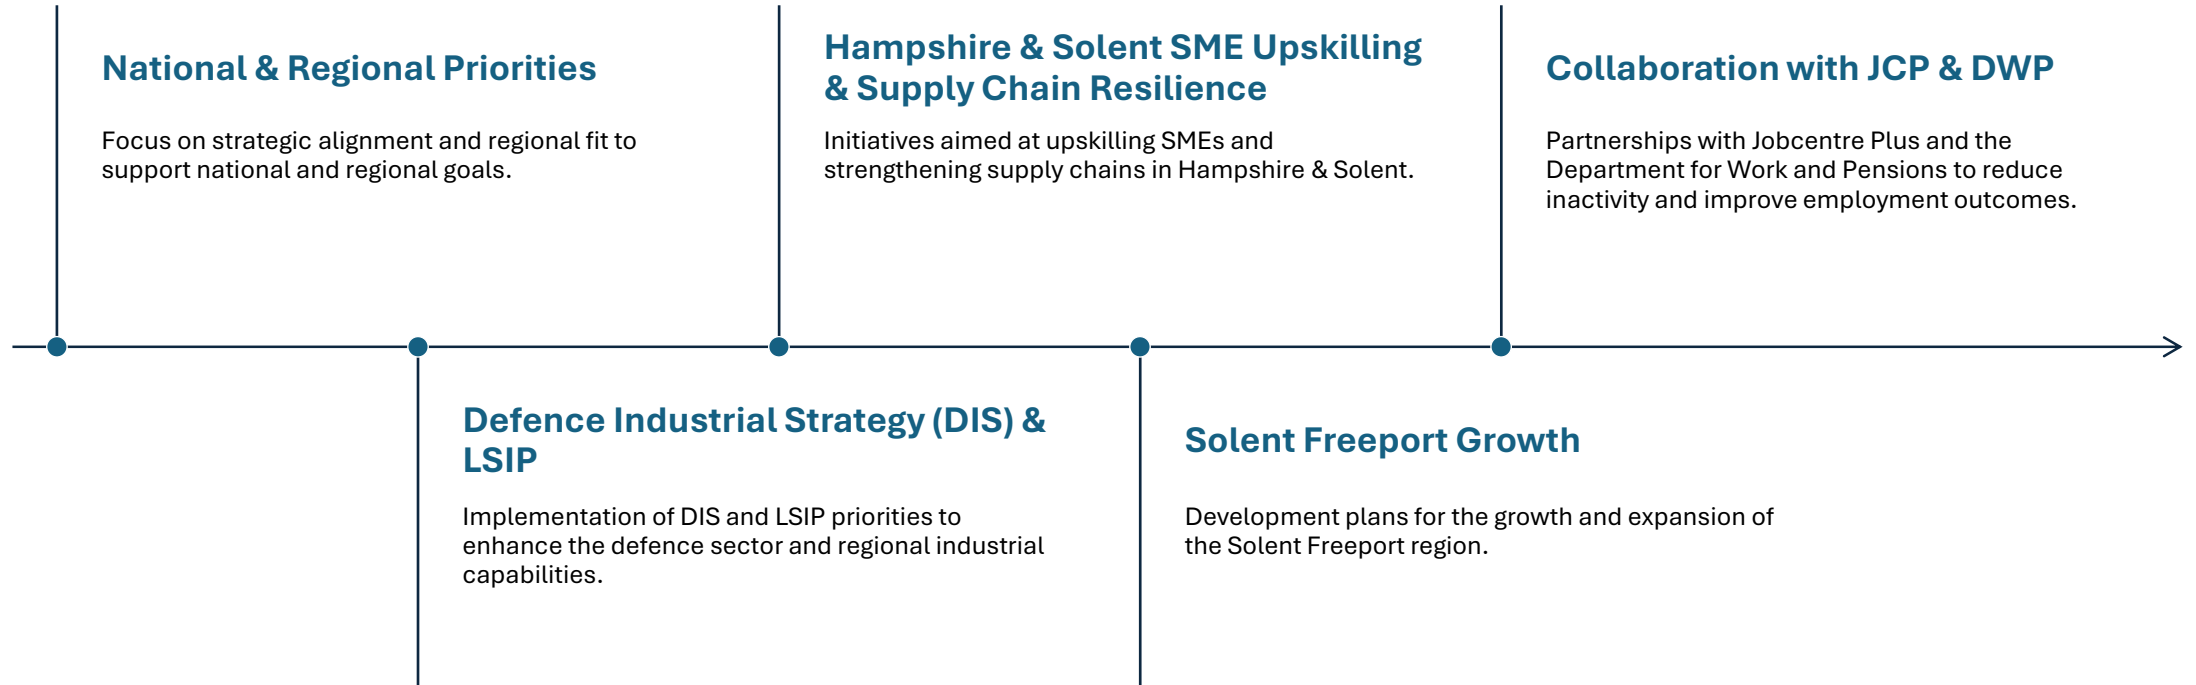 National & Regional Priorities
Focus on strategic alignment and regional fit to
support national and regional goals.
Defence Industrial Strategy (DIS) &
LSIP
Implementation of DIS and LSIP priorities to
enhance the defence sector and regional industrial
capabilities.
Hampshire & Solent SME Upskilling
& Supply Chain Resilience
Initiatives aimed at upskilling SMEs and
strengthening supply chains in Hampshire & Solent.
Solent Freeport Growth
Development plans for the growth and expansion of
the Solent Freeport region.
Collaboration with JCP & DWP
Partnerships with Jobcentre Plus and the
Department for Work and Pensions to reduce
inactivity and improve employment outcomes.